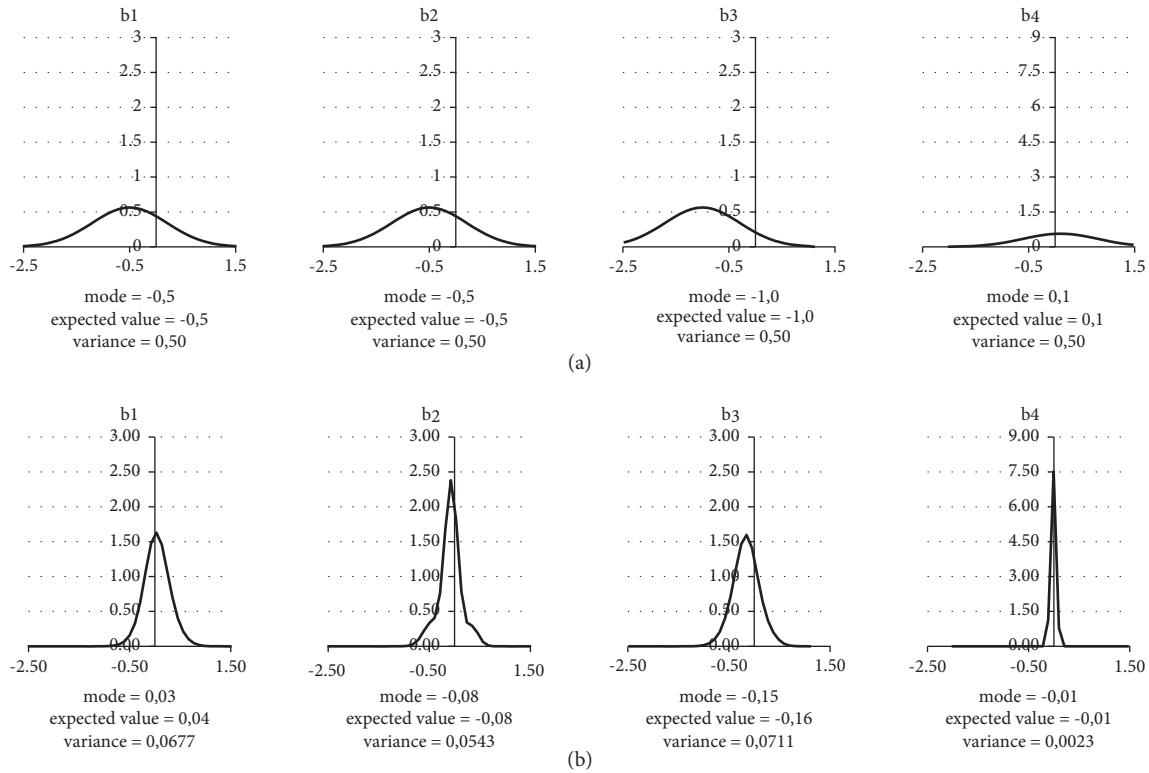 b1
3
2.5
2
1.5
1
0.5
0
-2.5 -0.5 1.5
mode = -0,5
expected value = -0,5
variance = 0,50
b2
3
2.5
2
1.5
1
0.5
0
-2.5 -0.5 1.5
mode = -0,5
expected value = -0,5
variance = 0,50
b3
3
2.5
2
1.5
1
0.5
0
-2.5 -0.5 1.5
mode = -1,0
expected value = -1,0
variance = 0,50
b4
9
7.5
6
4.5
3
1.5
0
-2.5 -0.5 1.5
mode = 0,1
expected value = 0,1
variance = 0,50
(a)
b1
3.00
2.50
2.00
1.50
1.00
0.50
0.00
-2.50 -0.50 1.50
mode = 0,03
expected value = 0,04
variance = 0,0677
b2
3.00
2.50
2.00
1.50
1.00
0.50
0.00
-2.50 -0.50 1.50
mode = -0,08
expected value = -0,08
variance = 0,0543
b3
3.00
2.50
2.00
1.50
1.00
0.50
0.00
-2.50 -0.50 1.50
mode = -0,15
expected value = -0,16
variance = 0,0711
b4
9.00
7.50
6.00
4.50
3.00
1.50
0.00
-2.50 -0.50 1.50
mode = -0,01
expected value = -0,01
variance = 0,0023
(b)